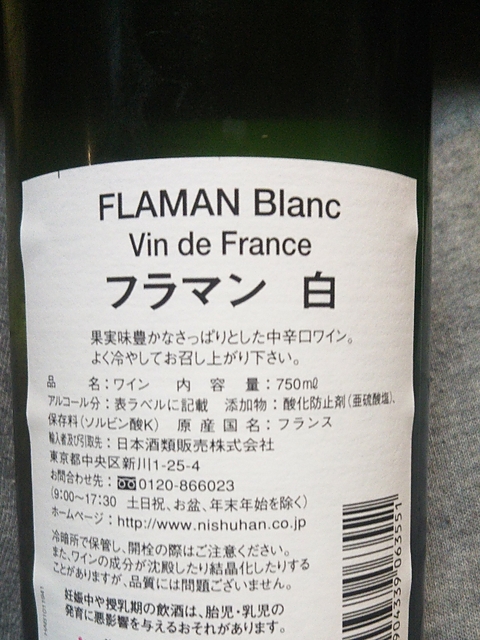 FLAMAN Blanc
Vin de France
フラマン 白
果実味豊かなさっぱりとした中辛口ワイン。
よく冷やしてお召し上がり下さい。
品 名：ワイン 内 容 量：750mℓ
アルコール分：表ラベルに記載 添加物：酸化防止剤（亜硫酸塩）、
保存料（ソルビン酸K） 原 産 国 名：フランス
輸入者及び引取先：日本酒類販売株式会社
東京都中央区新川1-25-4
お問合わせ先：0120-866023
（9:00〜17:30 土日祝、お盆、年末年始を除く）
ホームページ：http://www.nishuhan.co.jp
冷暗所で保管し、開栓の際はご注意ください。
また、ワインの成分が沈殿したり結晶化したりする
ことがありますが、品質には問題ございません。
妊娠中や授乳期の飲酒は、胎児・乳児の
発育に悪影響を与えるおそれがあります。
04339 063551